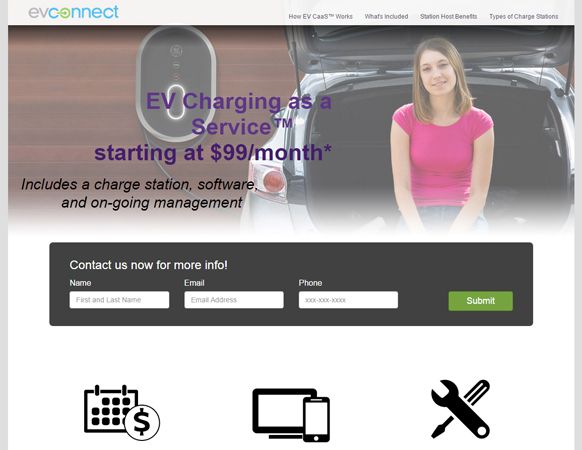 evconnect
How EV CaaS™ Works What's Included Station Host Benefits Types of Charge Stations
EV Charging as a
Service™
starting at $99/month*
Includes a charge station, software,
and on-going management
Contact us now for more info!
Name Email Phone
First and Last Name Email Address xxx-xxx-xxxx Submit
$